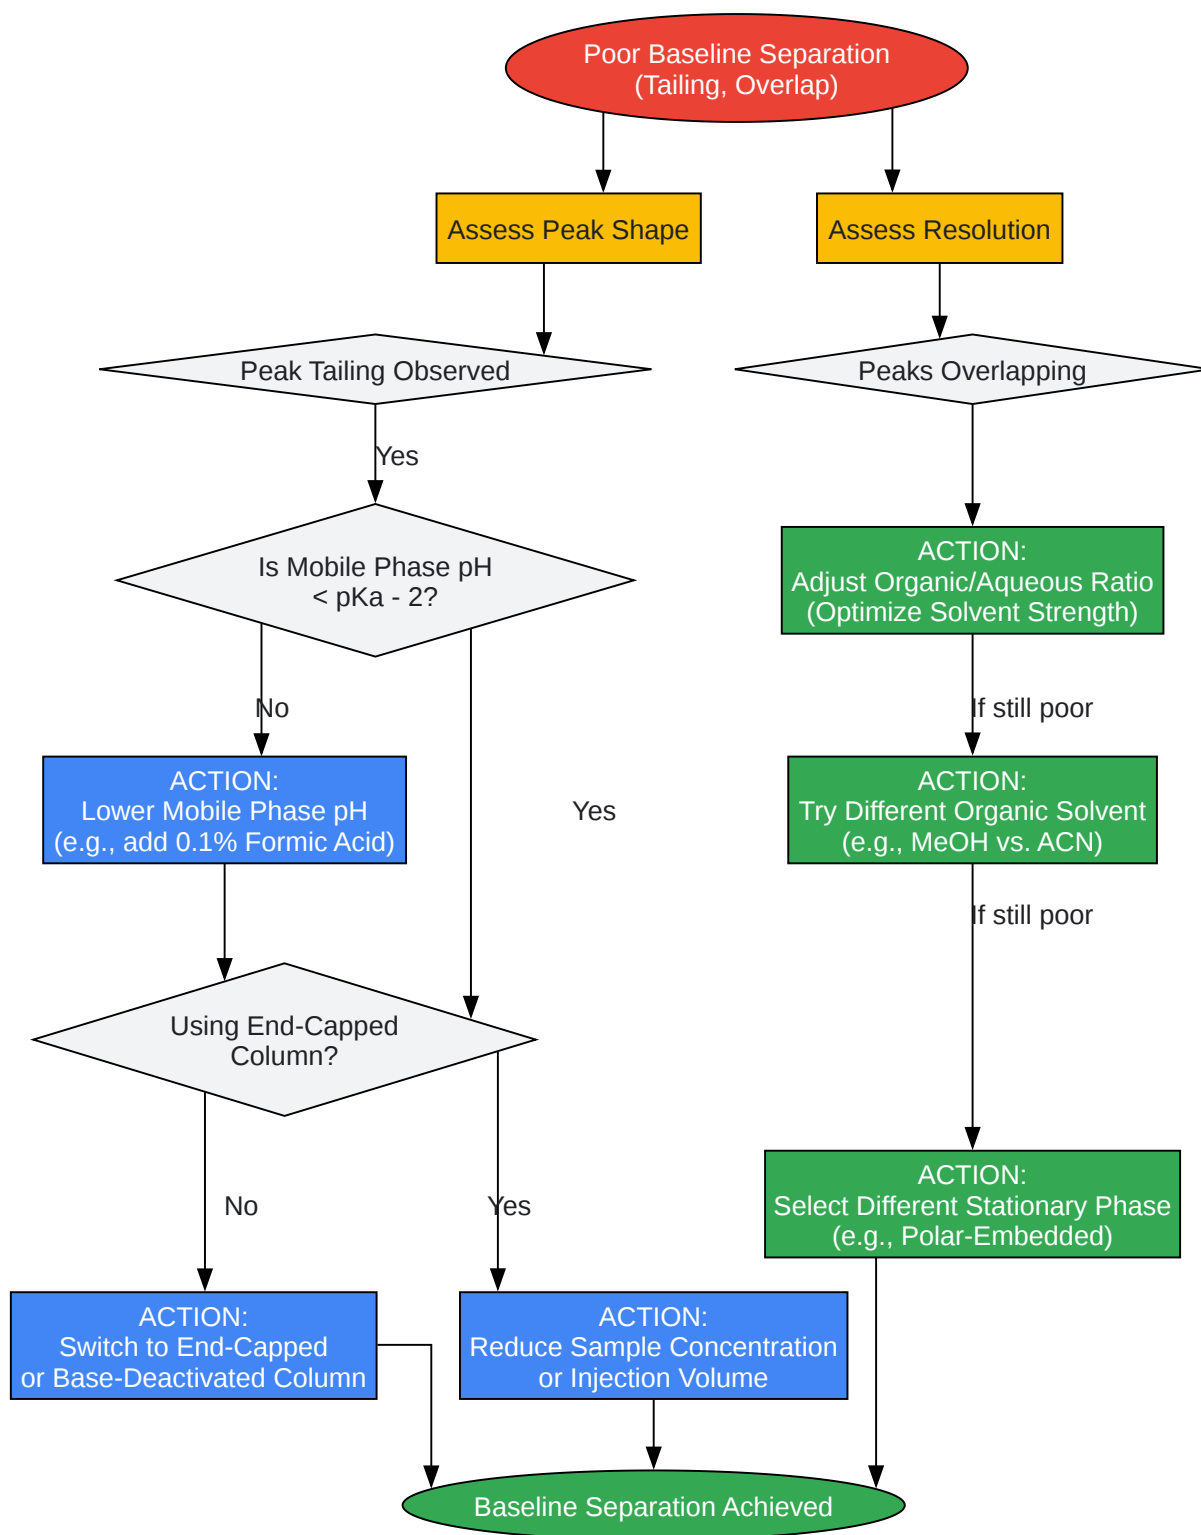 Poor Baseline Separation
(Tailing, Overlap)
Assess Peak Shape
Assess Resolution
Peak Tailing Observed
Peaks Overlapping
Yes
Is Mobile Phase pH
< pKa - 2?
ACTION:
Adjust Organic/Aqueous Ratio
(Optimize Solvent Strength)
No
If still poor
ACTION:
Lower Mobile Phase pH
(e.g., add 0.1% Formic Acid)
Yes
ACTION:
Try Different Organic Solvent
(e.g., MeOH vs. ACN)
If still poor
Using End-Capped
Column?
No
Yes
ACTION:
Select Different Stationary Phase
(e.g., Polar-Embedded)
ACTION:
Switch to End-Capped
or Base-Deactivated Column
ACTION:
Reduce Sample Concentration
or Injection Volume
Baseline Separation Achieved